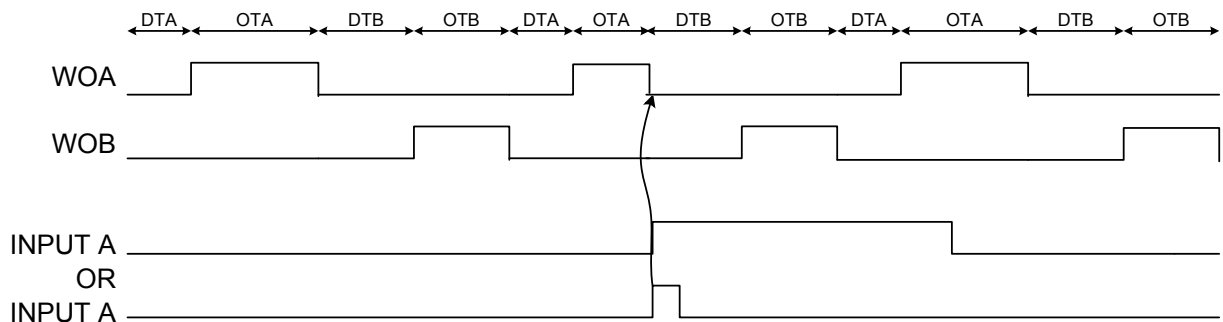 DTA OTA DTB OTB DTA OTA DTB OTB DTA OTA DTB OTB
WOA
WOB
INPUT A
OR
INPUT A